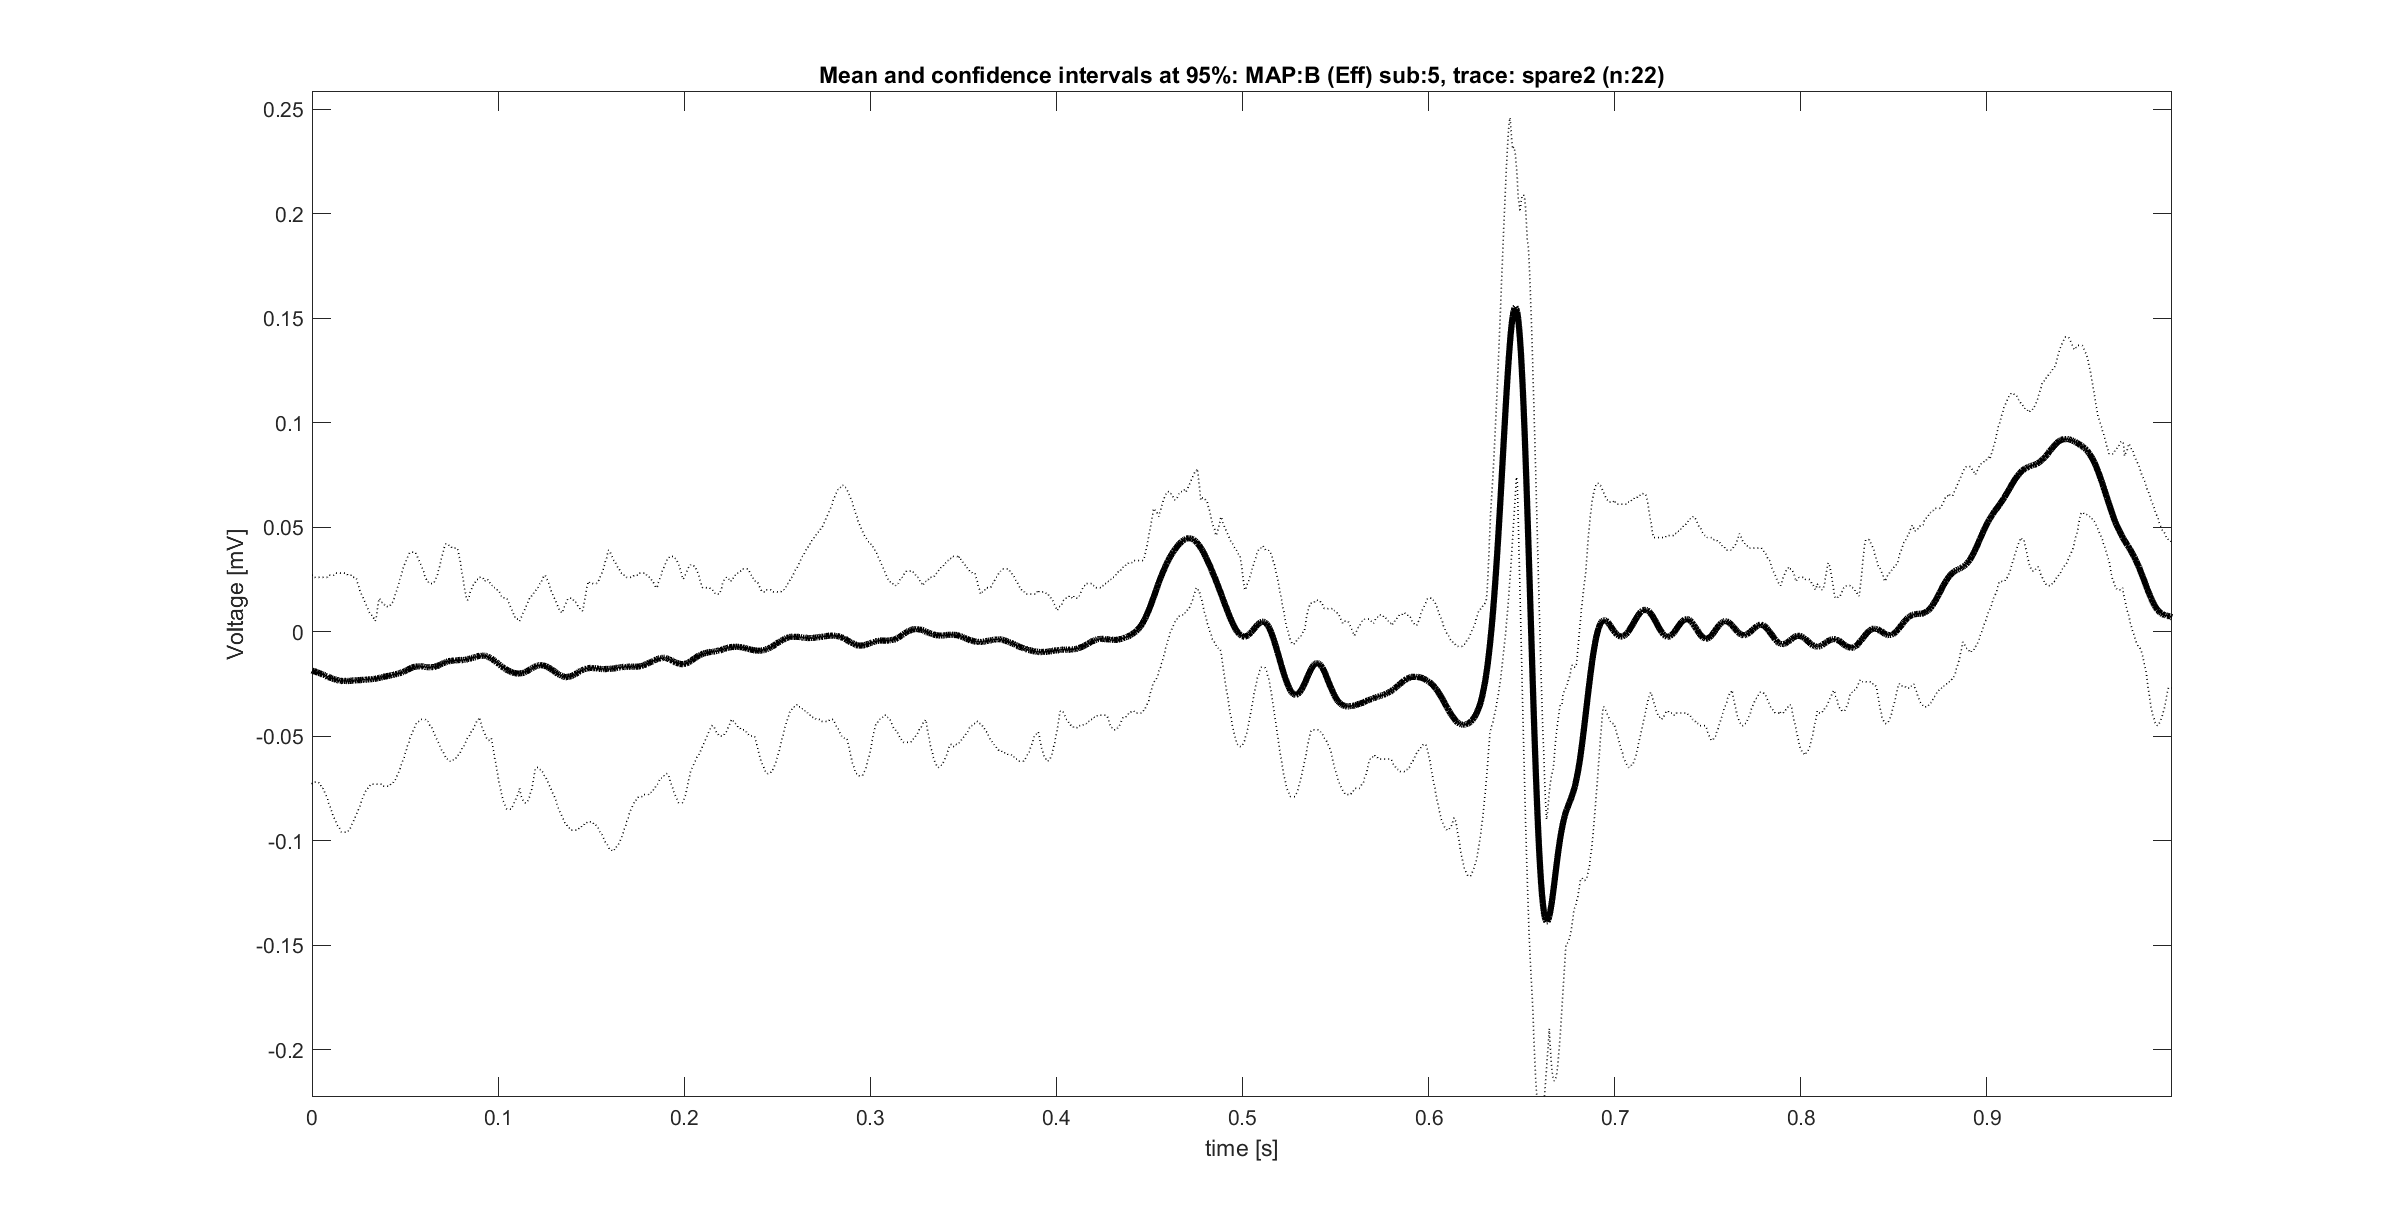 Mean and confidence intervals at 95%: MAP:B (Eff) sub:5, trace: spare2 (n:22)
0.25
0.2
0.15
0.1
0.05
0
-0.05
-0.1
-0.15
-0.2
Voltage [mV]
0 0.1 0.2 0.3 0.4 0.5 0.6 0.7 0.8 0.9
time [s]